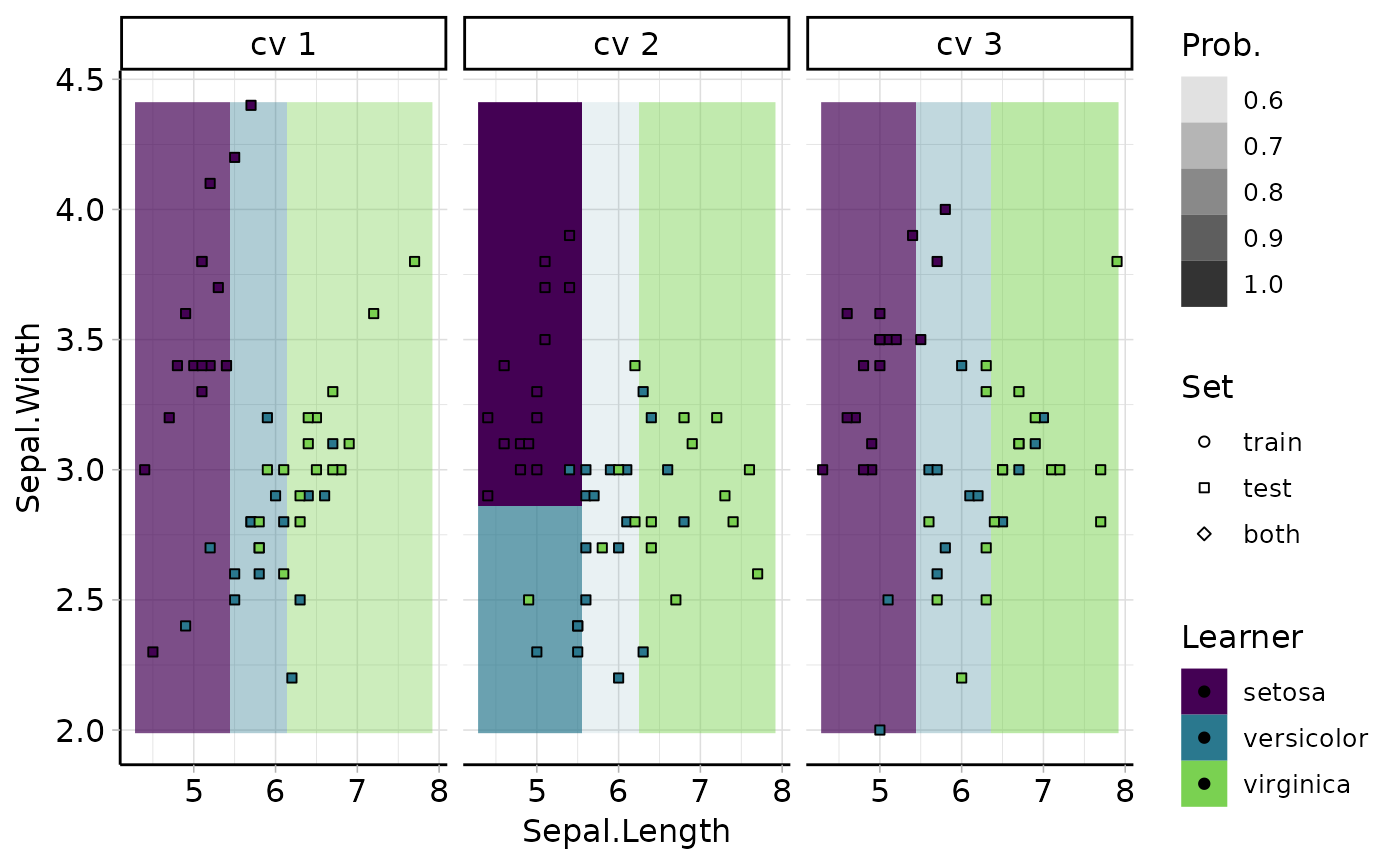 cv 1 cv 2 cv 3
4.5
4.0
3.5
3.0
2.5
2.0
Sepal.Width
5 6 7 8 5 6 7 8 5 6 7 8
Sepal.Length
Prob.
0.6
0.7
0.8
0.9
1.0
Set
train
test
both
Learner
setosa
versicolor
virginica